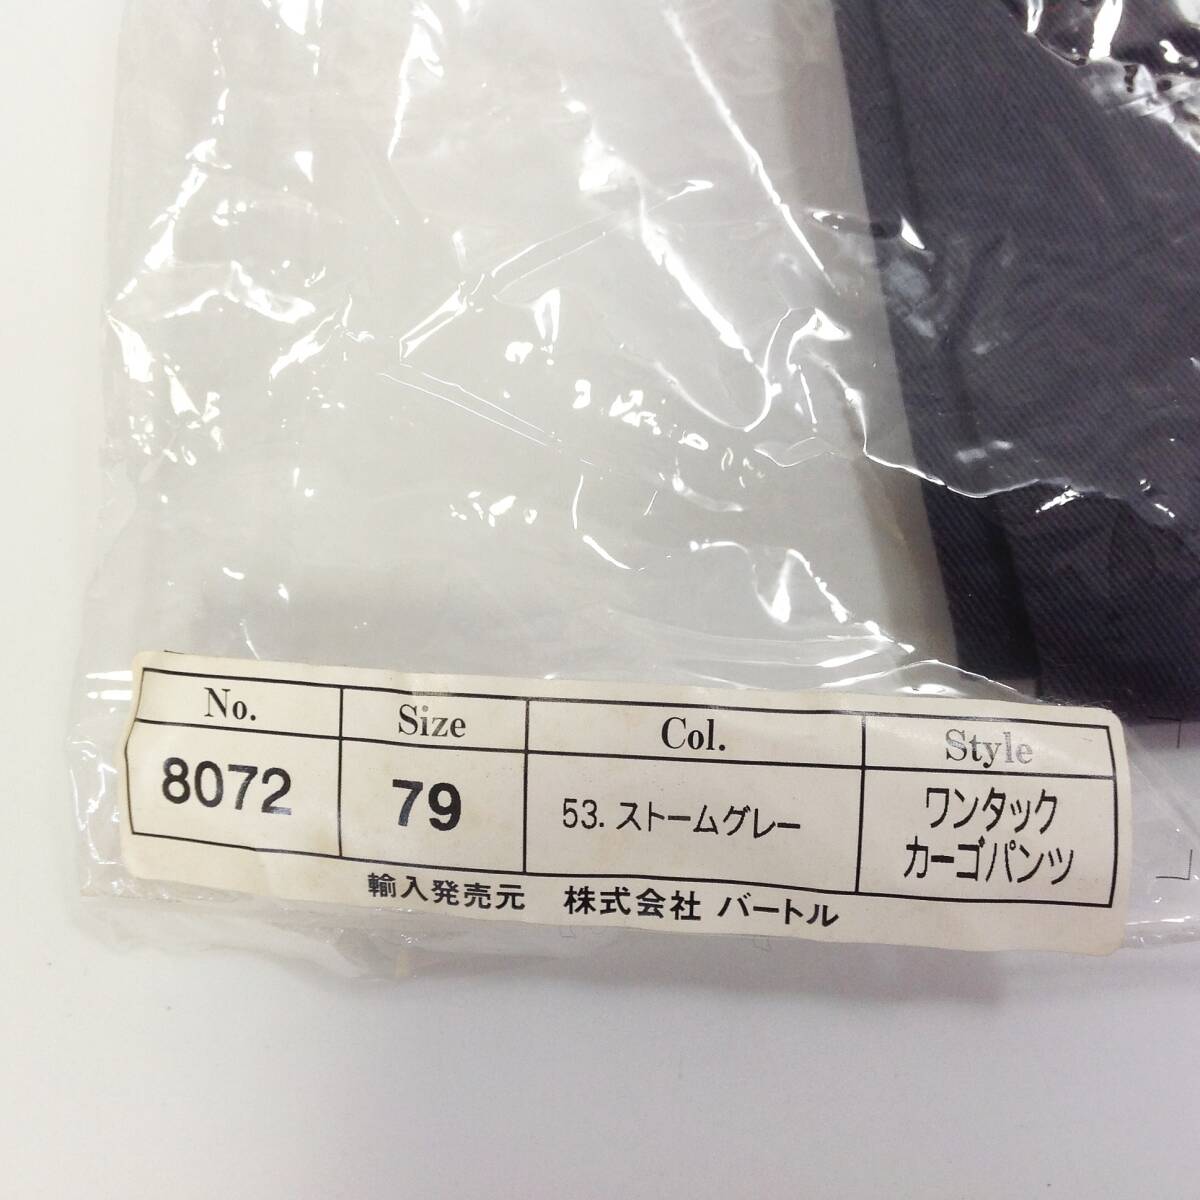 No. Size Col. Style
8072 79 53. ストームグレー ワンタック
カーゴパンツ
輸入発売元 株式会社 バートル